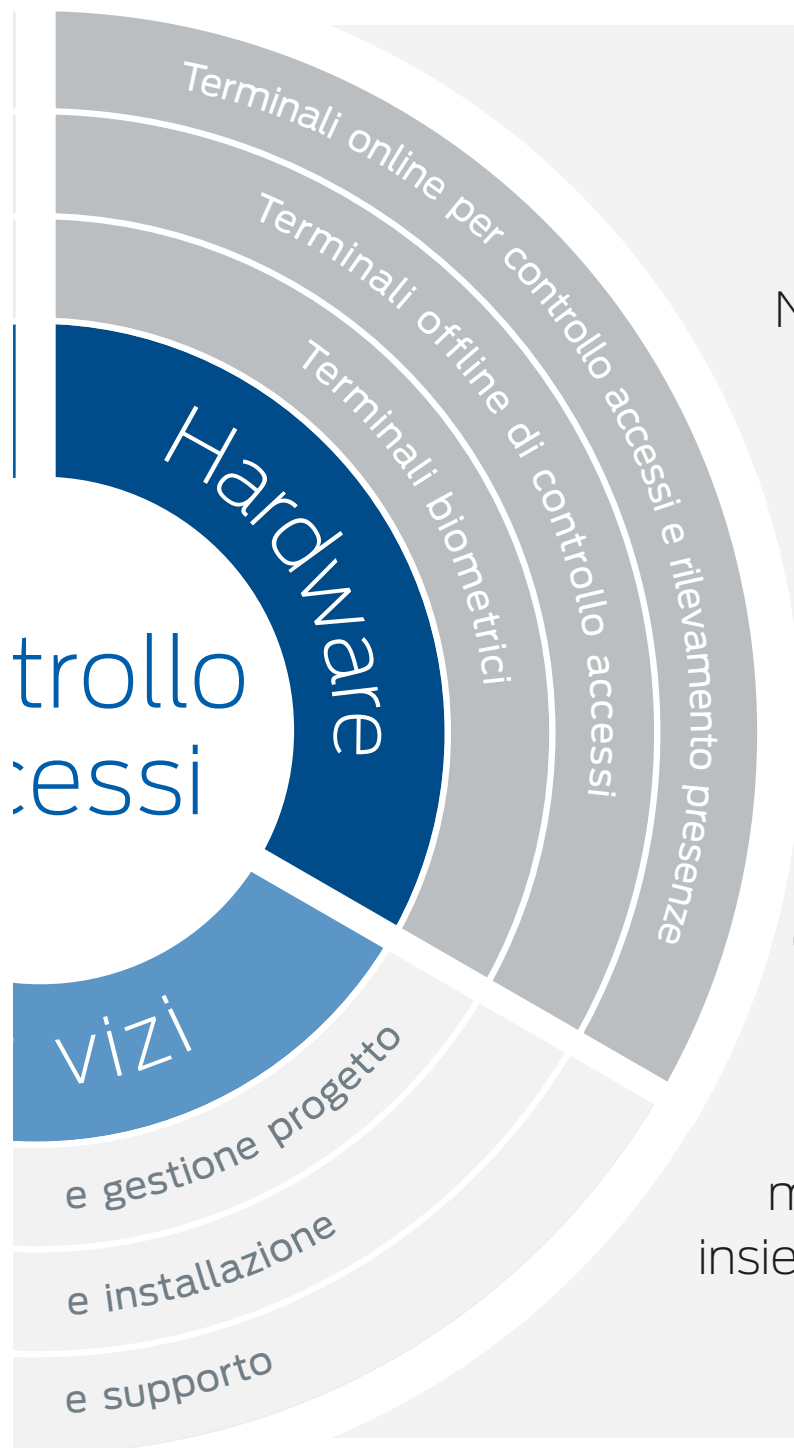 Terminali online per controllo accessi e rilevamento presenze
Terminali offline di controllo accessi
Terminali biometrici
Hardware
trollo
cessi
vizi
e gestione progetto
e installazione
e supporto
N
m
insie